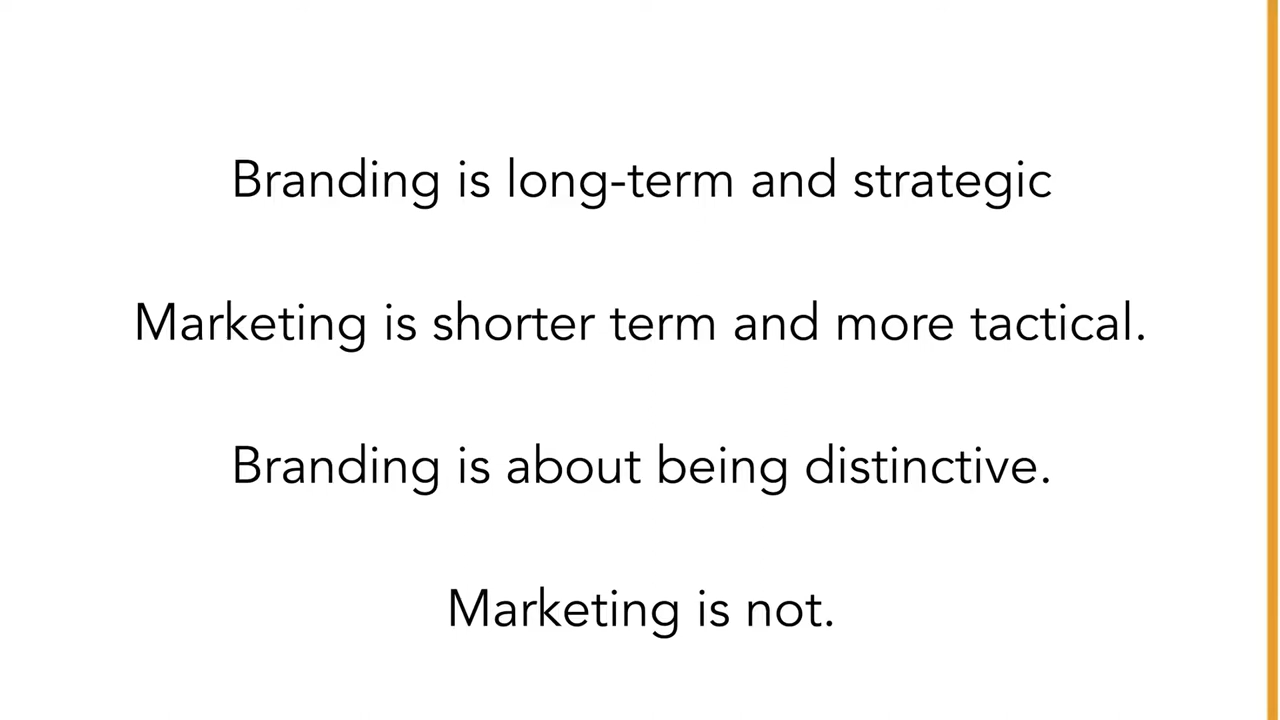 Branding is long-term and strategic
Marketing is shorter term and more tactical.
Branding is about being distinctive.
Marketing is not.